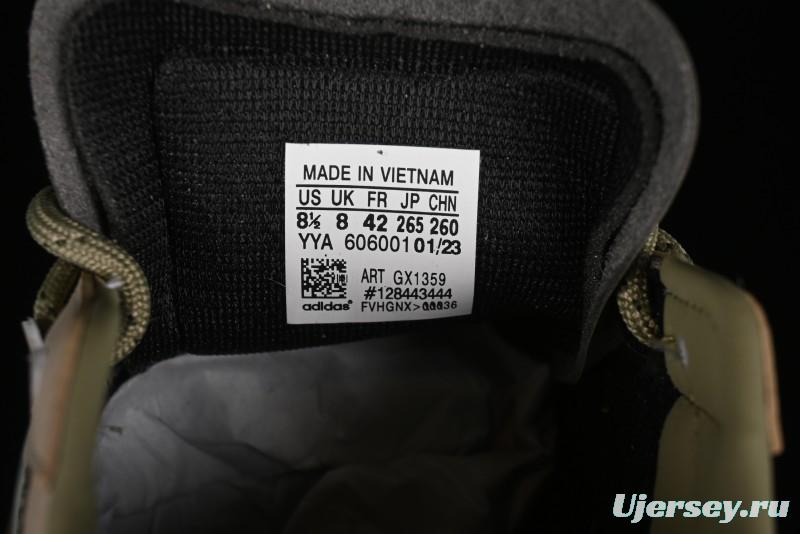 MADE IN VIETNAM
US UK FR JP CHN
8½ 8 42 265 260
YYA 606001 01/23
ART GX1359
#128443444
adidas®
FVHGNX>
Ujersey.ru